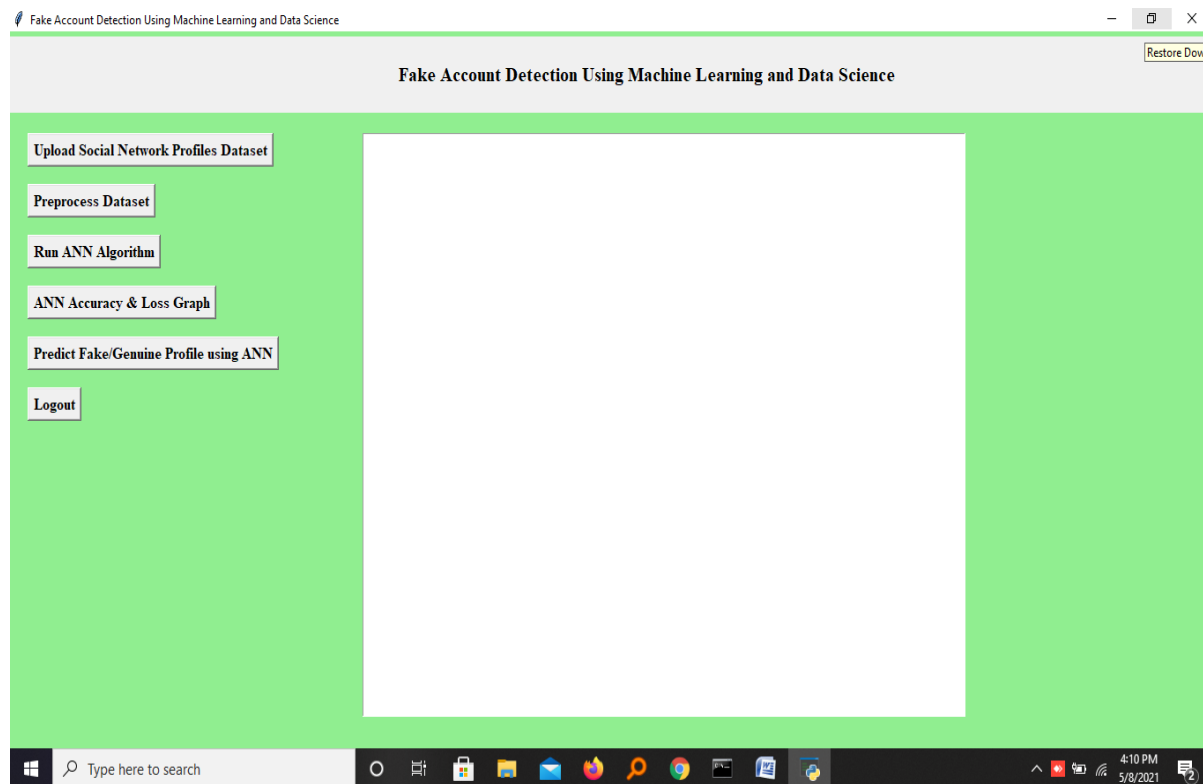 Fake Account Detection Using Machine Learning and Data Science
Restore Dow
Fake Account Detection Using Machine Learning and Data Science
Upload Social Network Profiles Dataset
Preprocess Dataset
Run ANN Algorithm
ANN Accuracy & Loss Graph
Predict Fake/Genuine Profile using ANN
Logout
Type here to search
4:10 PM
5/8/2021
2